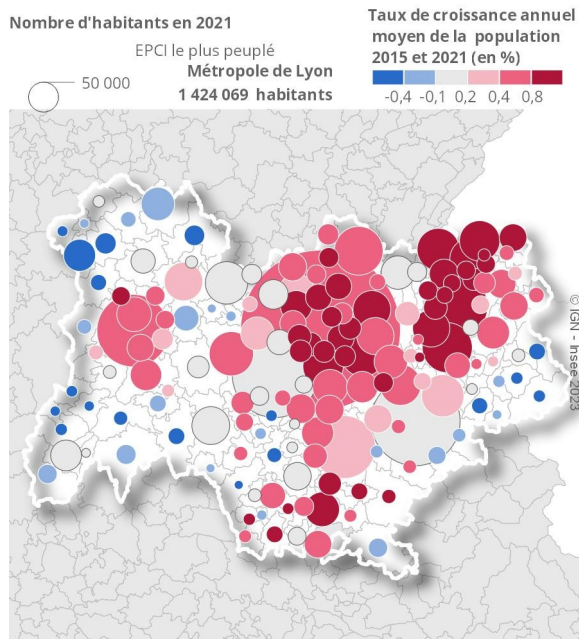 Nombre d'habitants en 2021
EPCI le plus peuplé
50 000
Métropole de Lyon
1 424 069 habitants
Taux de croissance annuel
moyen de la population
2015 et 2021 (en %)
-0,4 -0,1 0,2 0,4 0,8
© IGN - Insee 2023